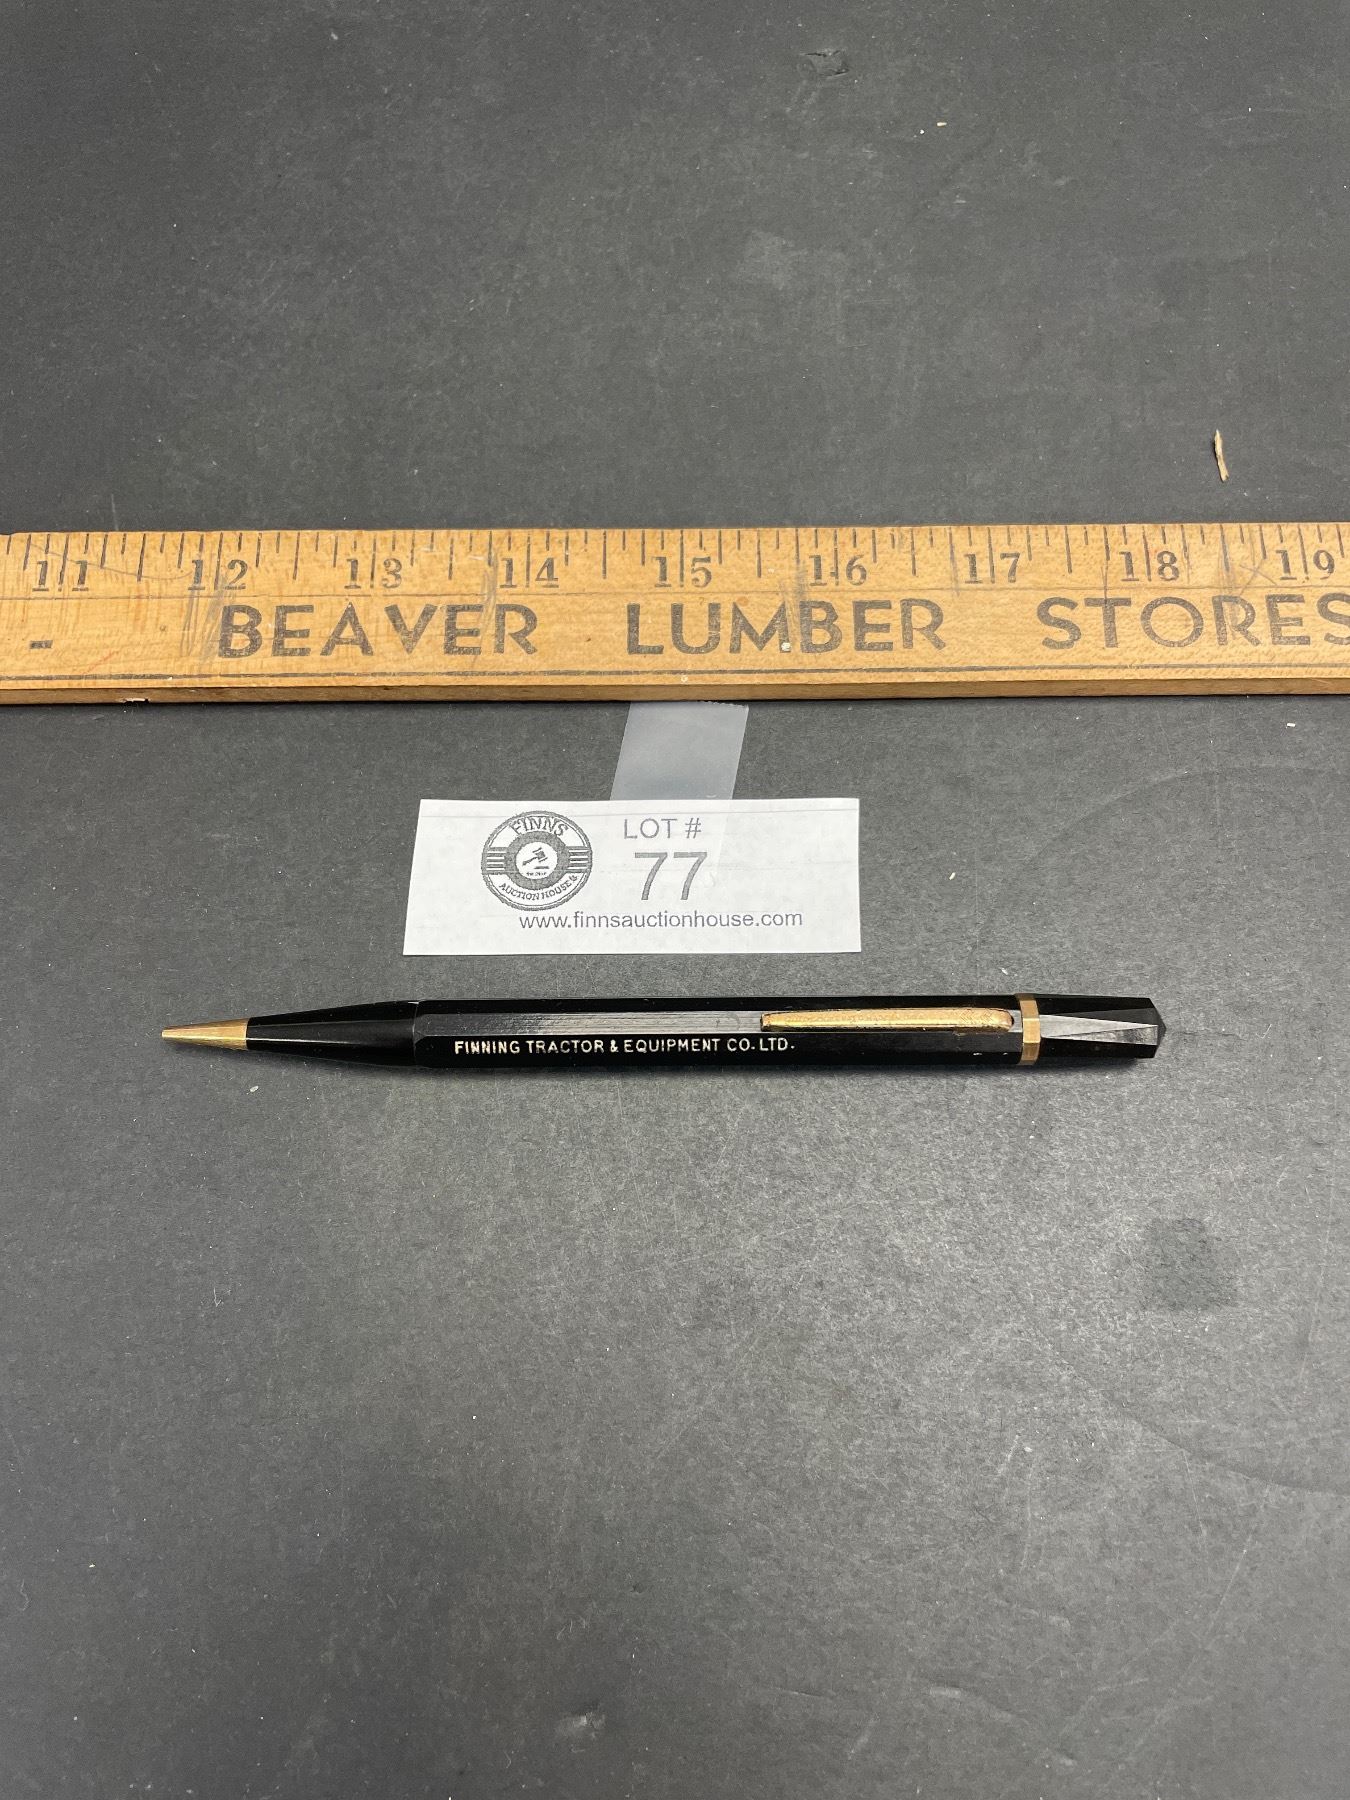 11 12 13 14 15 16 17 18 19
- BEAVER LUMBER STORES
FINNS
AUCTION HOUSE
LOT #
77
www.finnsauctionhouse.com
FINNING TRACTOR & EQUIPMENT CO. LTD.